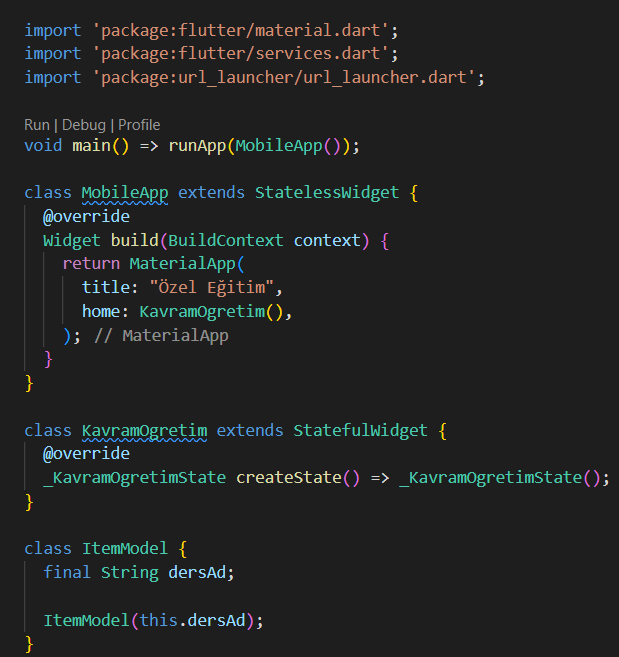 import 'package:flutter/material.dart';
import 'package:flutter/services.dart';
import 'package:url_launcher/url_launcher.dart';
Run | Debug | Profile
void main() => runApp(MobileApp());
class MobileApp extends StatelessWidget {
@override
Widget build(BuildContext context) {
return MaterialApp(
title: "Özel Eğitim",
home: KavramOgretim(),
); // MaterialApp
}
}
class KavramOgretim extends StatefulWidget {
@override
_KavramOgretimState createState() => _KavramOgretimState();
}
class ItemModel {
final String dersAd;
ItemModel(this.dersAd);
}